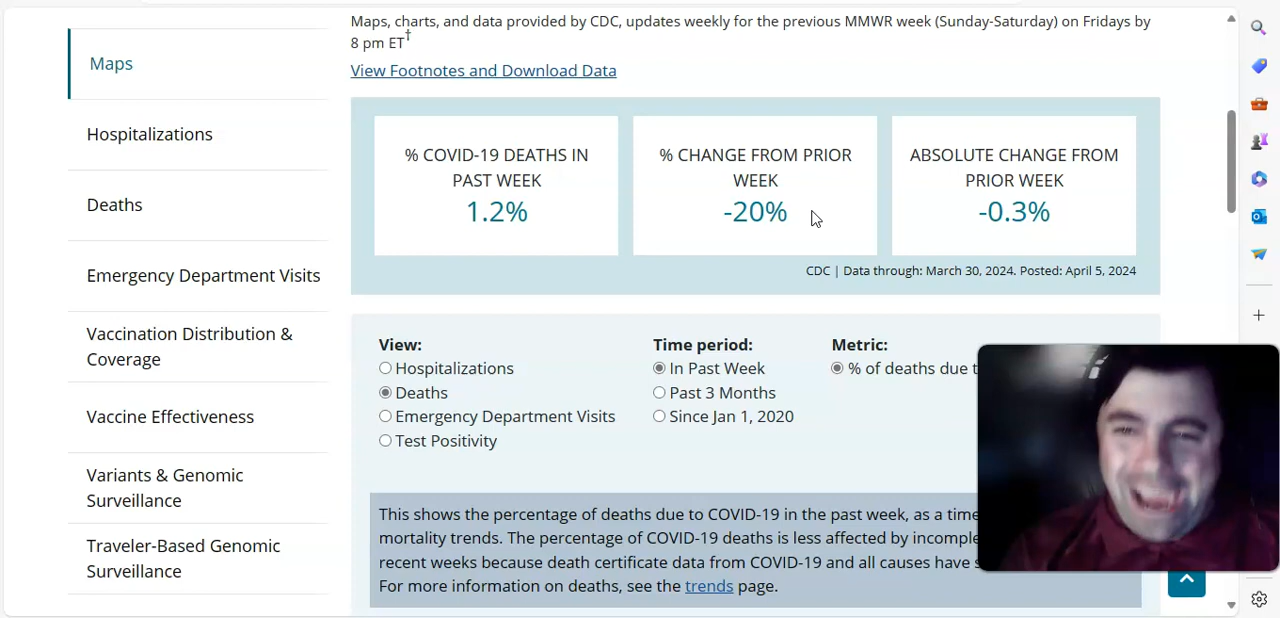 Maps, charts, and data provided by CDC, updates weekly for the previous MMWR week (Sunday-Saturday) on Fridays by
8 pm ET†
View Footnotes and Download Data
Maps
Hospitalizations
Deaths
Emergency Department Visits
Vaccination Distribution &
Coverage
Vaccine Effectiveness
Variants & Genomic
Surveillance
Traveler-Based Genomic
Surveillance
% COVID-19 DEATHS IN
PAST WEEK
1.2%
% CHANGE FROM PRIOR
WEEK
-20%
ABSOLUTE CHANGE FROM
PRIOR WEEK
-0.3%
CDC | Data through: March 30, 2024. Posted: April 5, 2024
View:
Hospitalizations
Deaths
Emergency Department Visits
Test Positivity
Time period:
In Past Week
Past 3 Months
Since Jan 1, 2020
Metric:
% of deaths due t
This shows the percentage of deaths due to COVID-19 in the past week, as a time
mortality trends. The percentage of COVID-19 deaths is less affected by incomple
recent weeks because death certificate data from COVID-19 and all causes have s
For more information on deaths, see the trends page.